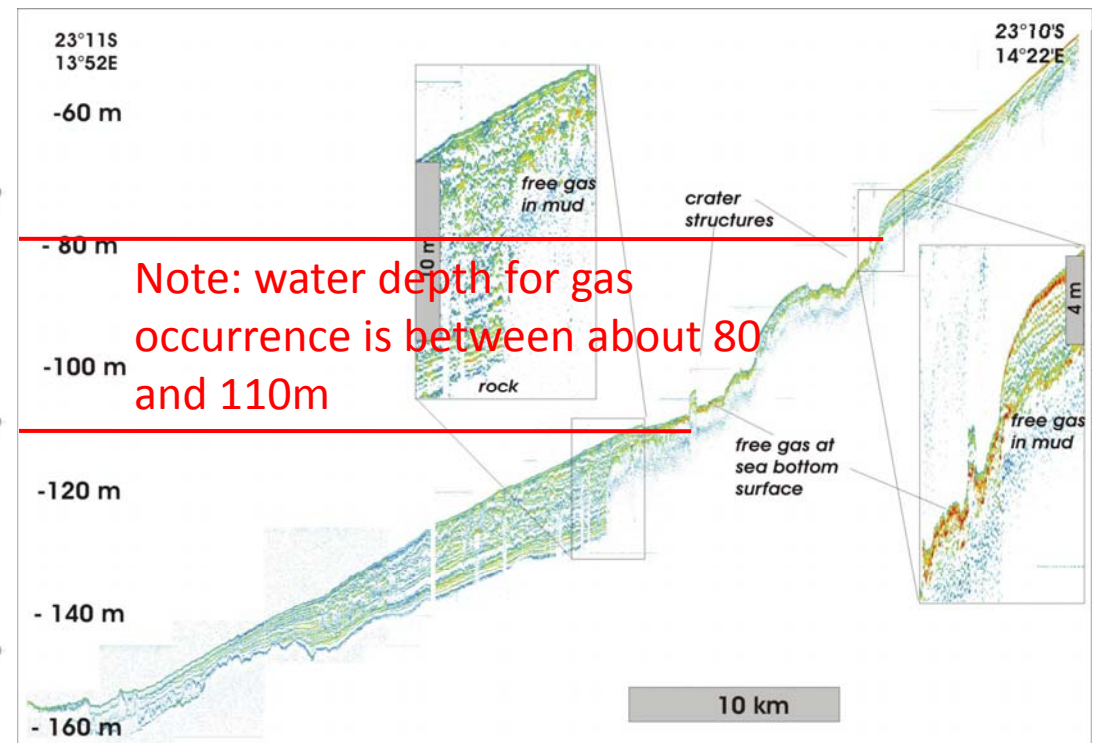 23°11S
13°52E
23°10'S
14°22'E
-60 m
free gas
in mud
crater
structures
- 80 m
10 m
4 m
Note: water depth for gas
occurrence is between about 80
and 110m
-100 m
rock
free gas
in mud
free gas at
sea bottom
surface
-120 m
- 140 m
10 km
- 160 m